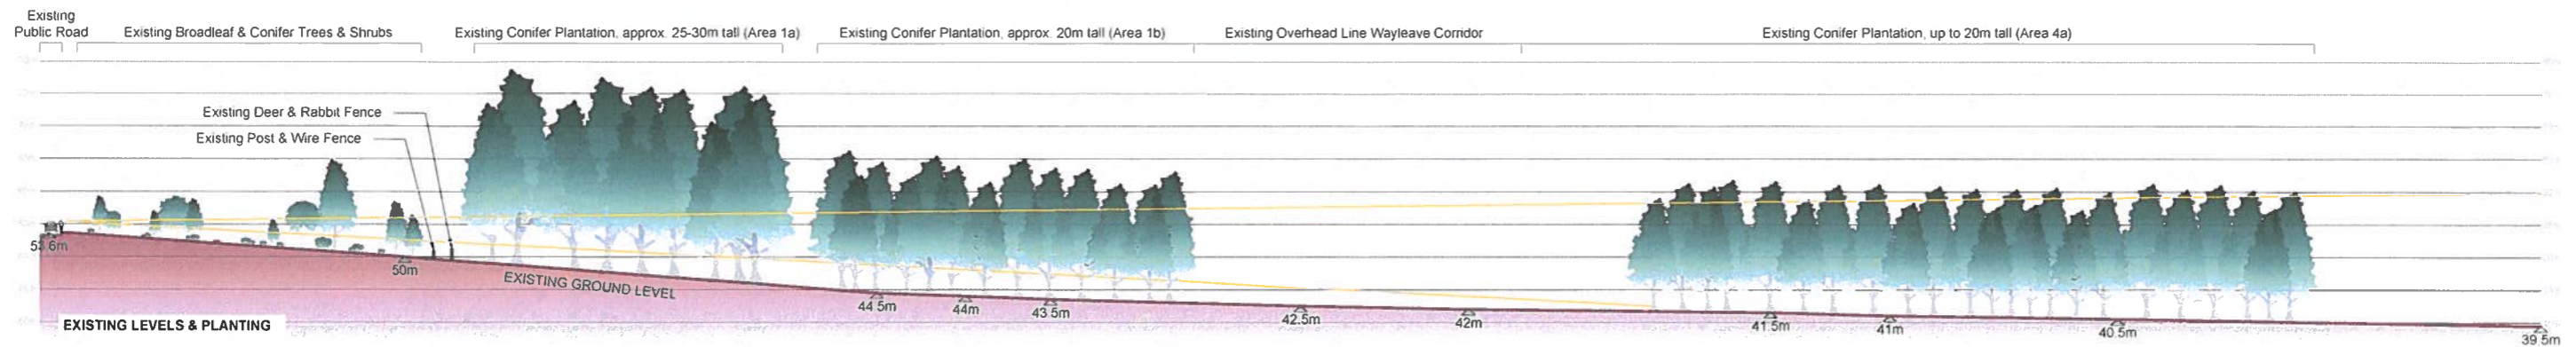 Existing
Public Road
Existing Broadleaf & Conifer Trees & Shrubs
Existing Conifer Plantation, approx. 25-30m tall (Area 1a)
Existing Conifer Plantation, approx. 20m tall (Area 1b)
Existing Overhead Line Wayleave Corridor
Existing Conifer Plantation, up to 20m tall (Area 4a)
Existing Deer & Rabbit Fence
Existing Post & Wire Fence
50m
EXISTING GROUND LEVEL
44 5m
44m
43 5m
42.5m
42m
41.5m
41m
40.5m
39 5m
EXISTING LEVELS & PLANTING